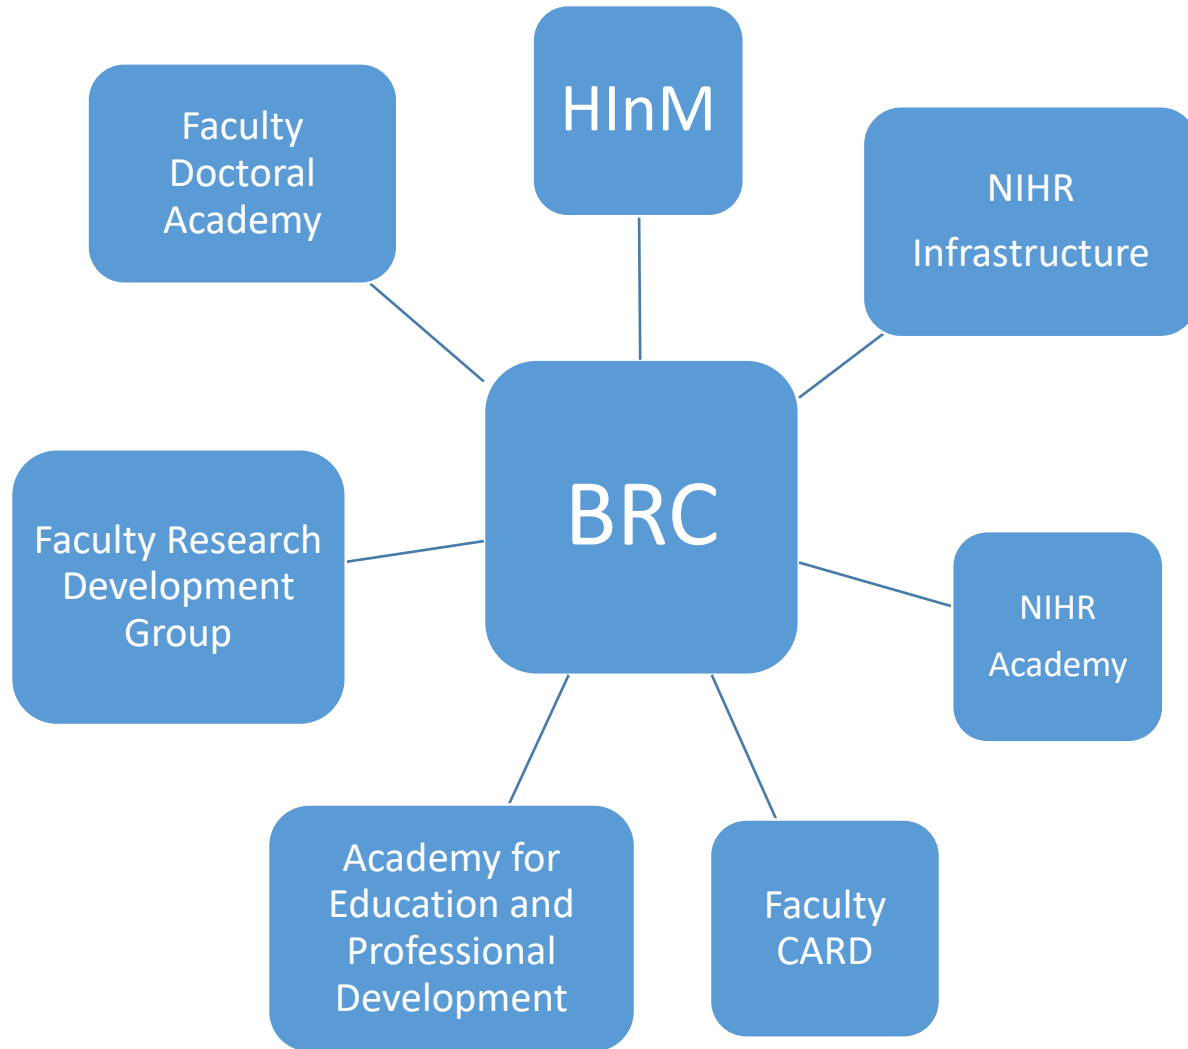 HInM
Faculty
Doctoral
Academy
NIHR
Infrastructure
BRC
Faculty Research
Development
Group
NIHR
Academy
Academy for
Education and
Professional
Development
Faculty
CARD